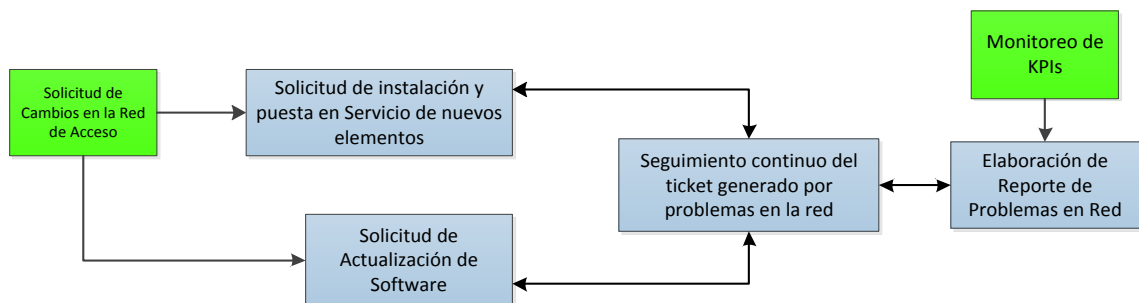 Solicitud de
Cambios en la Red
de Acceso
Solicitud de instalación y
puesta en Servicio de nuevos
elementos
Solicitud de
Actualización de
Software
Seguimiento continuo del
ticket generado por
problemas en la red
Monitoreo de
KPIs
Elaboración de
Reporte de
Problemas en Red